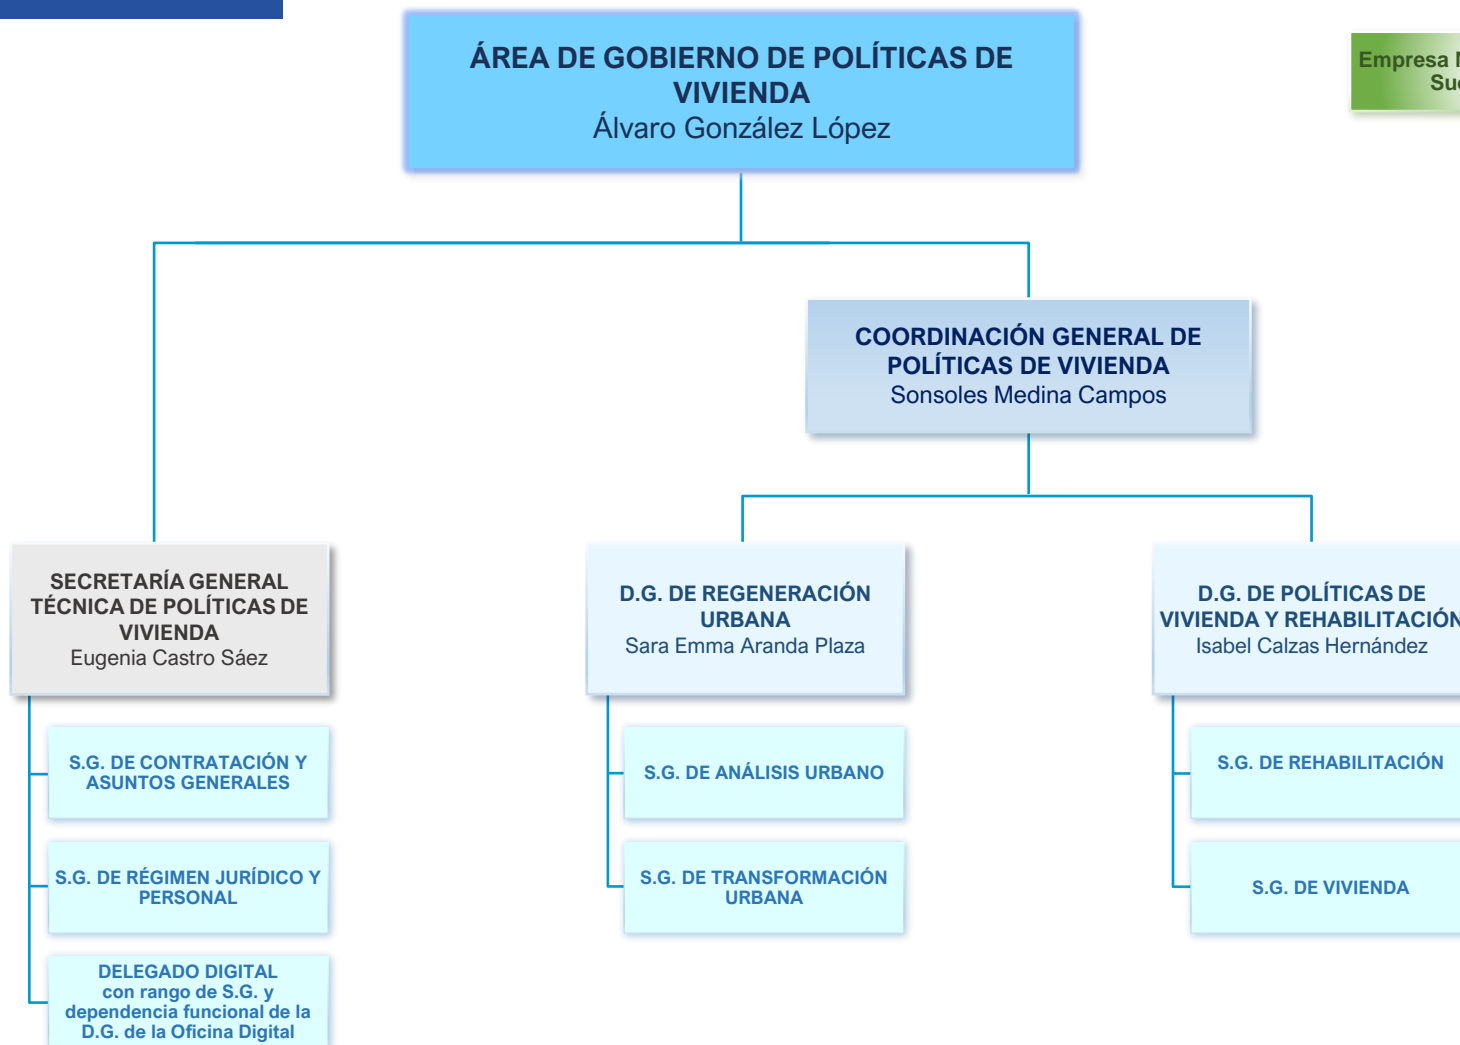 ÁREA DE GOBIERNO DE POLÍTICAS DE
VIVIENDA
Álvaro González López
Empresa
COORDINACIÓN GENERAL DE
POLÍTICAS DE VIVIENDA
Sonsoles Medina Campos
SECRETARÍA GENERAL
TÉCNICA DE POLÍTICAS DE
VIVIENDA
Eugenia Castro Sáez
D.G. DE REGENERACIÓN
URBANA
Sara Emma Aranda Plaza
D.G. DE POLÍTICAS DE
VIVIENDA Y REHABILITACIÓN
Isabel Calzas Hernández
S.G. DE CONTRATACIÓN Y
ASUNTOS GENERALES
S.G. DE ANÁLISIS URBANO
S.G. DE REHABILITACIÓN
S.G. DE RÉGIMEN JURÍDICO Y
PERSONAL
S.G. DE TRANSFORMACIÓN
URBANA
S.G. DE VIVIENDA
DELEGADO DIGITAL
con rango de S.G. y
dependencia funcional de la
D.G. de la Oficina Digital